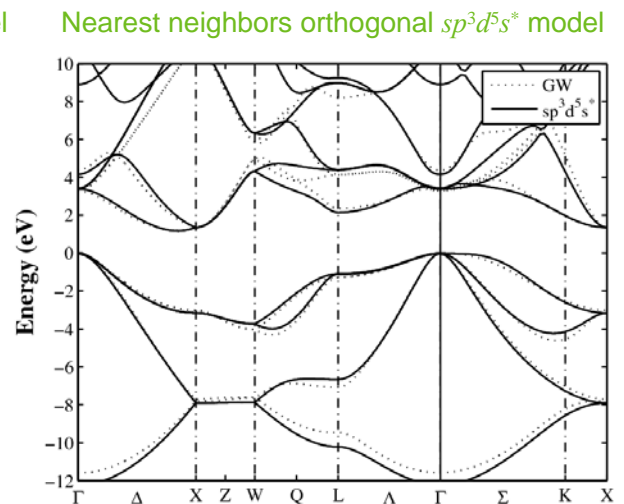 el Nearest neighbors orthogonal sp³d⁵s* model
10
8
6
4
2
0
−2
−4
−6
−8
−10
−12
Energy (eV)
GW
sp³d⁵s*
Γ Δ X Z W Q L Λ Γ Σ K X